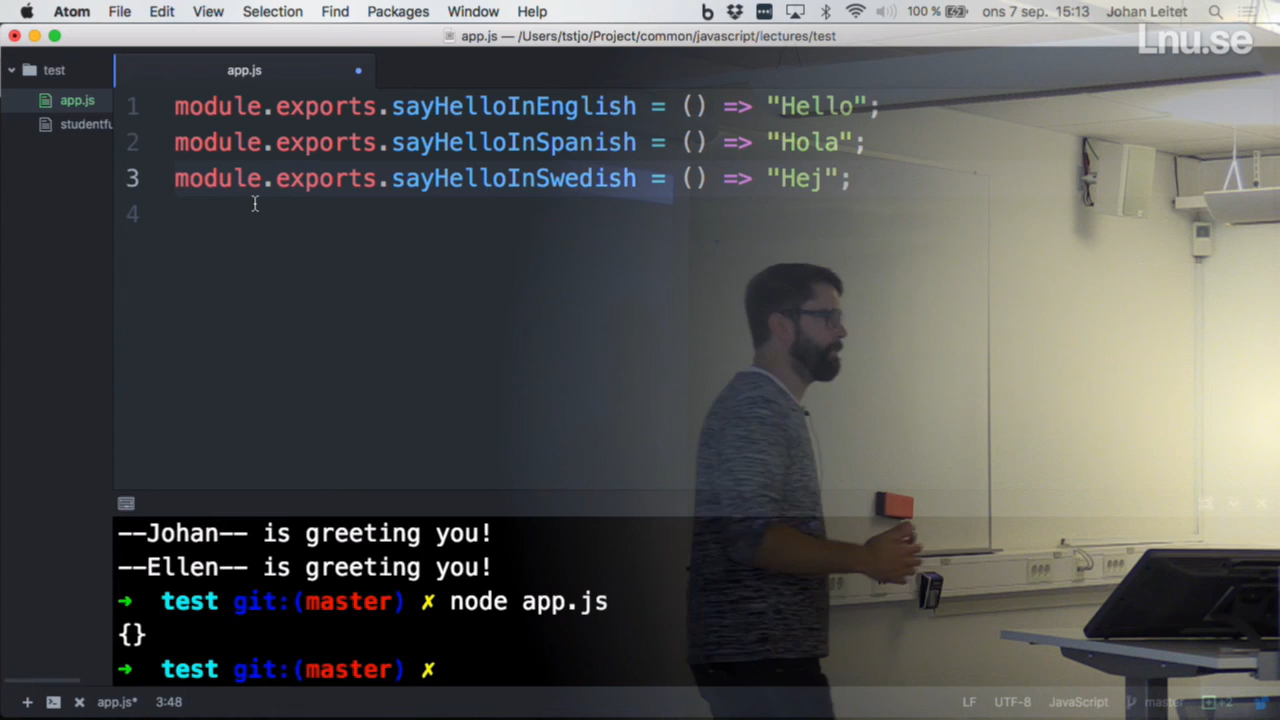 Atom File Edit View Selection Find Packages Window Help 100 % ons 7 sep. 15:13 Johan Leitet
app.js — /Users/tstjo/Project/common/javascript/lectures/test
Lnu.se
test
app.js
app.js
studentfu
1 module.exports.sayHelloInEnglish = () => "Hello";
2 module.exports.sayHelloInSpanish = () => "Hola";
3 module.exports.sayHelloInSwedish = () => "Hej";
4
--Johan-- is greeting you!
--Ellen-- is greeting you!
➜ test git:(master) ✗ node app.js
{}
➜ test git:(master) ✗
app.js* 3:48 LF UTF-8 JavaScript master +2